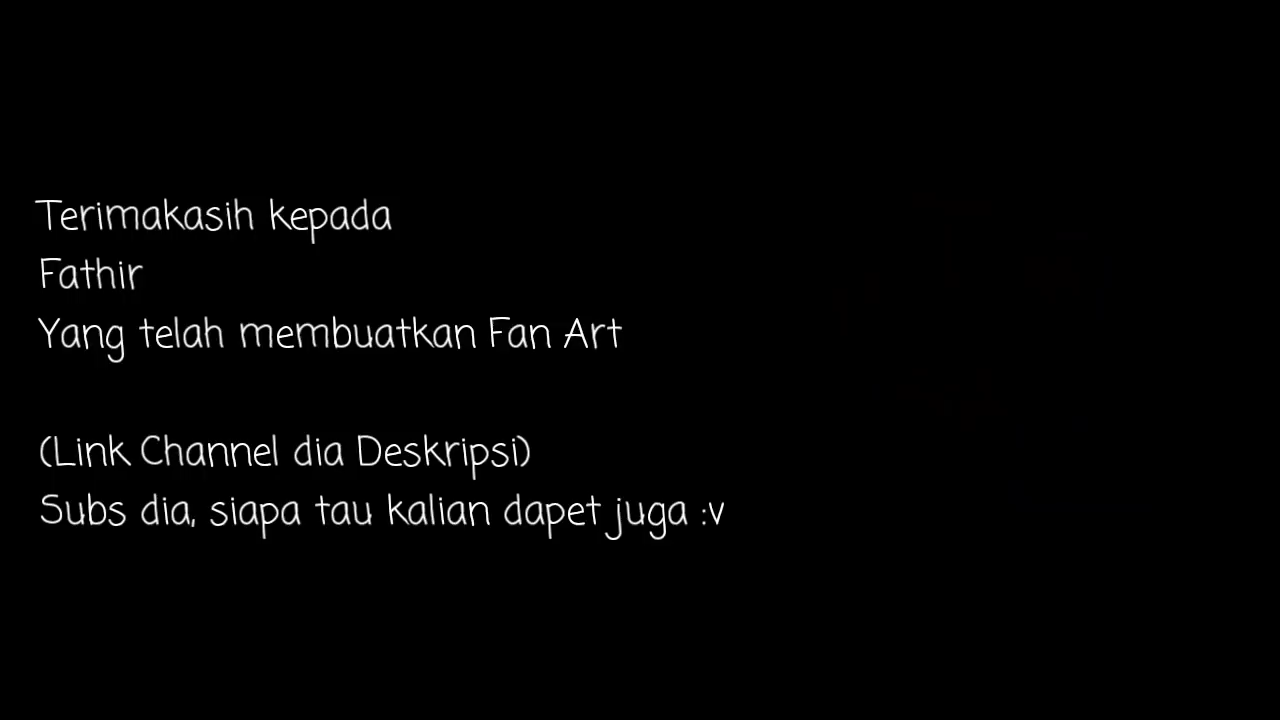 Terimakasih kepada
Fathir
Yang telah membuatkan Fan Art
(Link Channel dia Deskripsi)
Subs dia, siapa tau kalian dapet juga :v